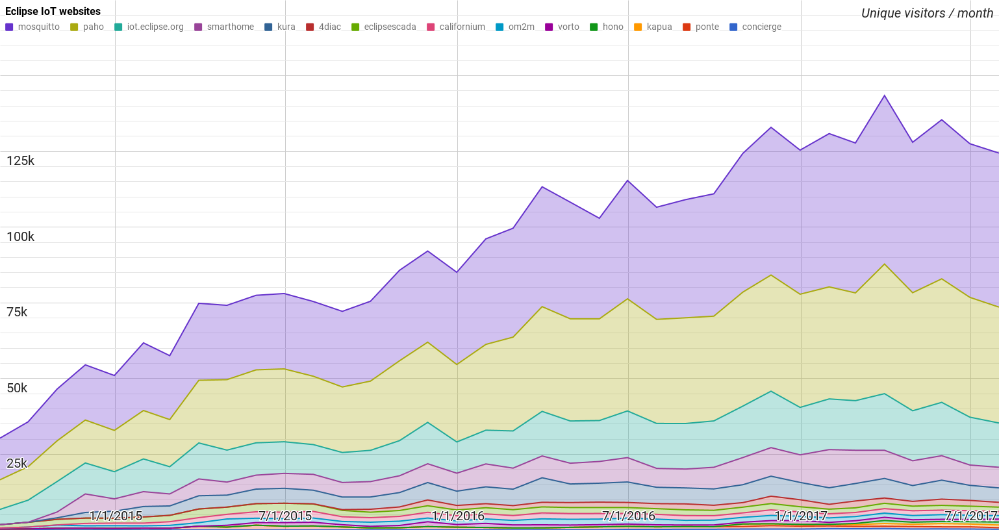 Eclipse IoT websites
Unique visitors / month
mosquitto paho iot.eclipse.org smarthome kura 4diac eclipsescada californium om2m vorto hono kapua ponte concierge
125k
100k
75k
50k
25k
1/1/2015 7/1/2015 1/1/2016 7/1/2016 1/1/2017 7/1/2017